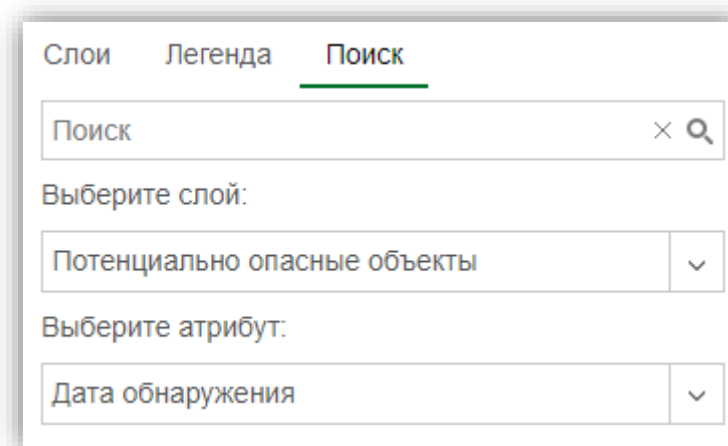 Слои Легенда Поиск
Поиск
Выберите слой:
Потенциально опасные объекты
Выберите атрибут:
Дата обнаружения